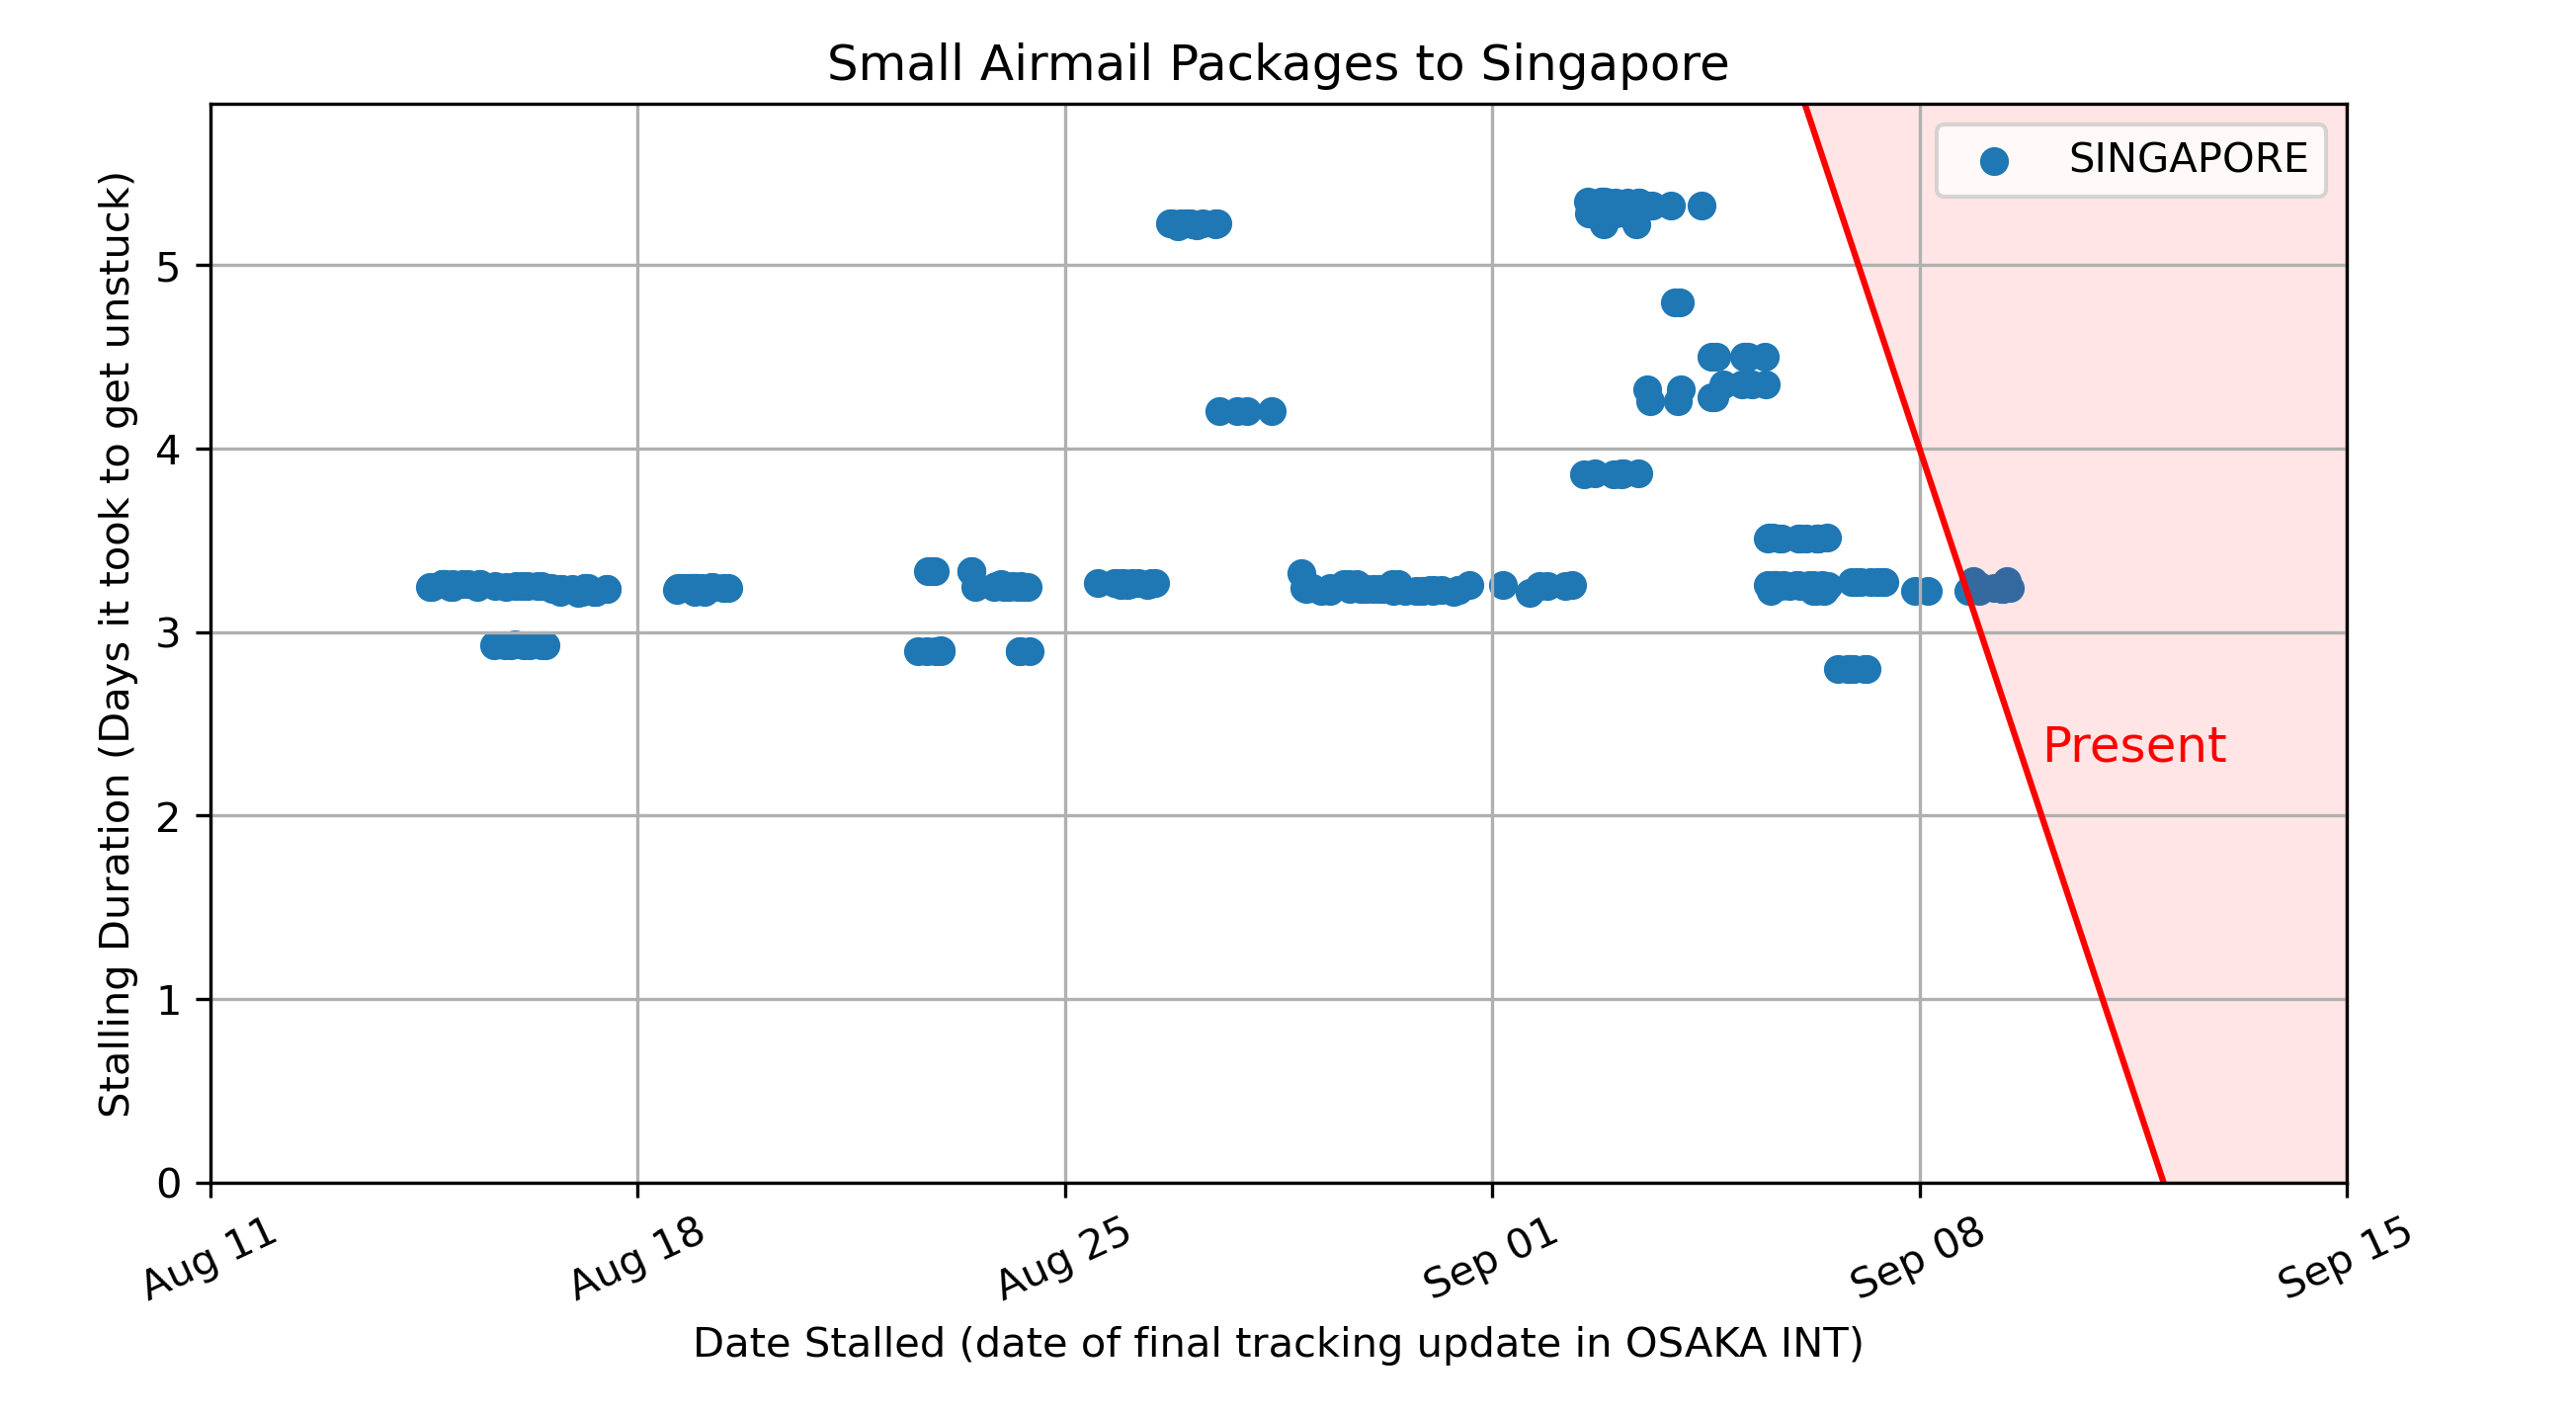 Small Airmail Packages to Singapore
SINGAPORE
Stalling Duration (Days it took to get unstuck)
5
4
3
2
1
0
Present
Aug 11
Aug 18
Aug 25
Sep 01
Sep 08
Sep 15
Date Stalled (date of final tracking update in OSAKA INT)